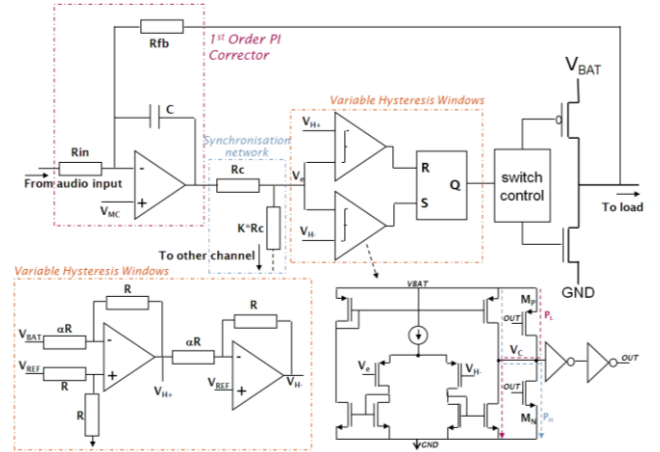 Rfb
1st Order PI
Corrector
C
Rin
From audio input
-
+
VMC
Synchronisation
network
Rc
K*Rc
To other channel
Variable Hysteresis Windows
VH+
Ve
VH-
R
S
Q
switch
control
VBAT
To load
GND
Variable Hysteresis Windows
R
VBAT
αR
VREF
R
R
-
+
VH+
αR
R
VREF
-
+
VH-
VBAT
MP
OUT
PL
Ve
VH-
VC
OUT
MN
PH
OUT
GND